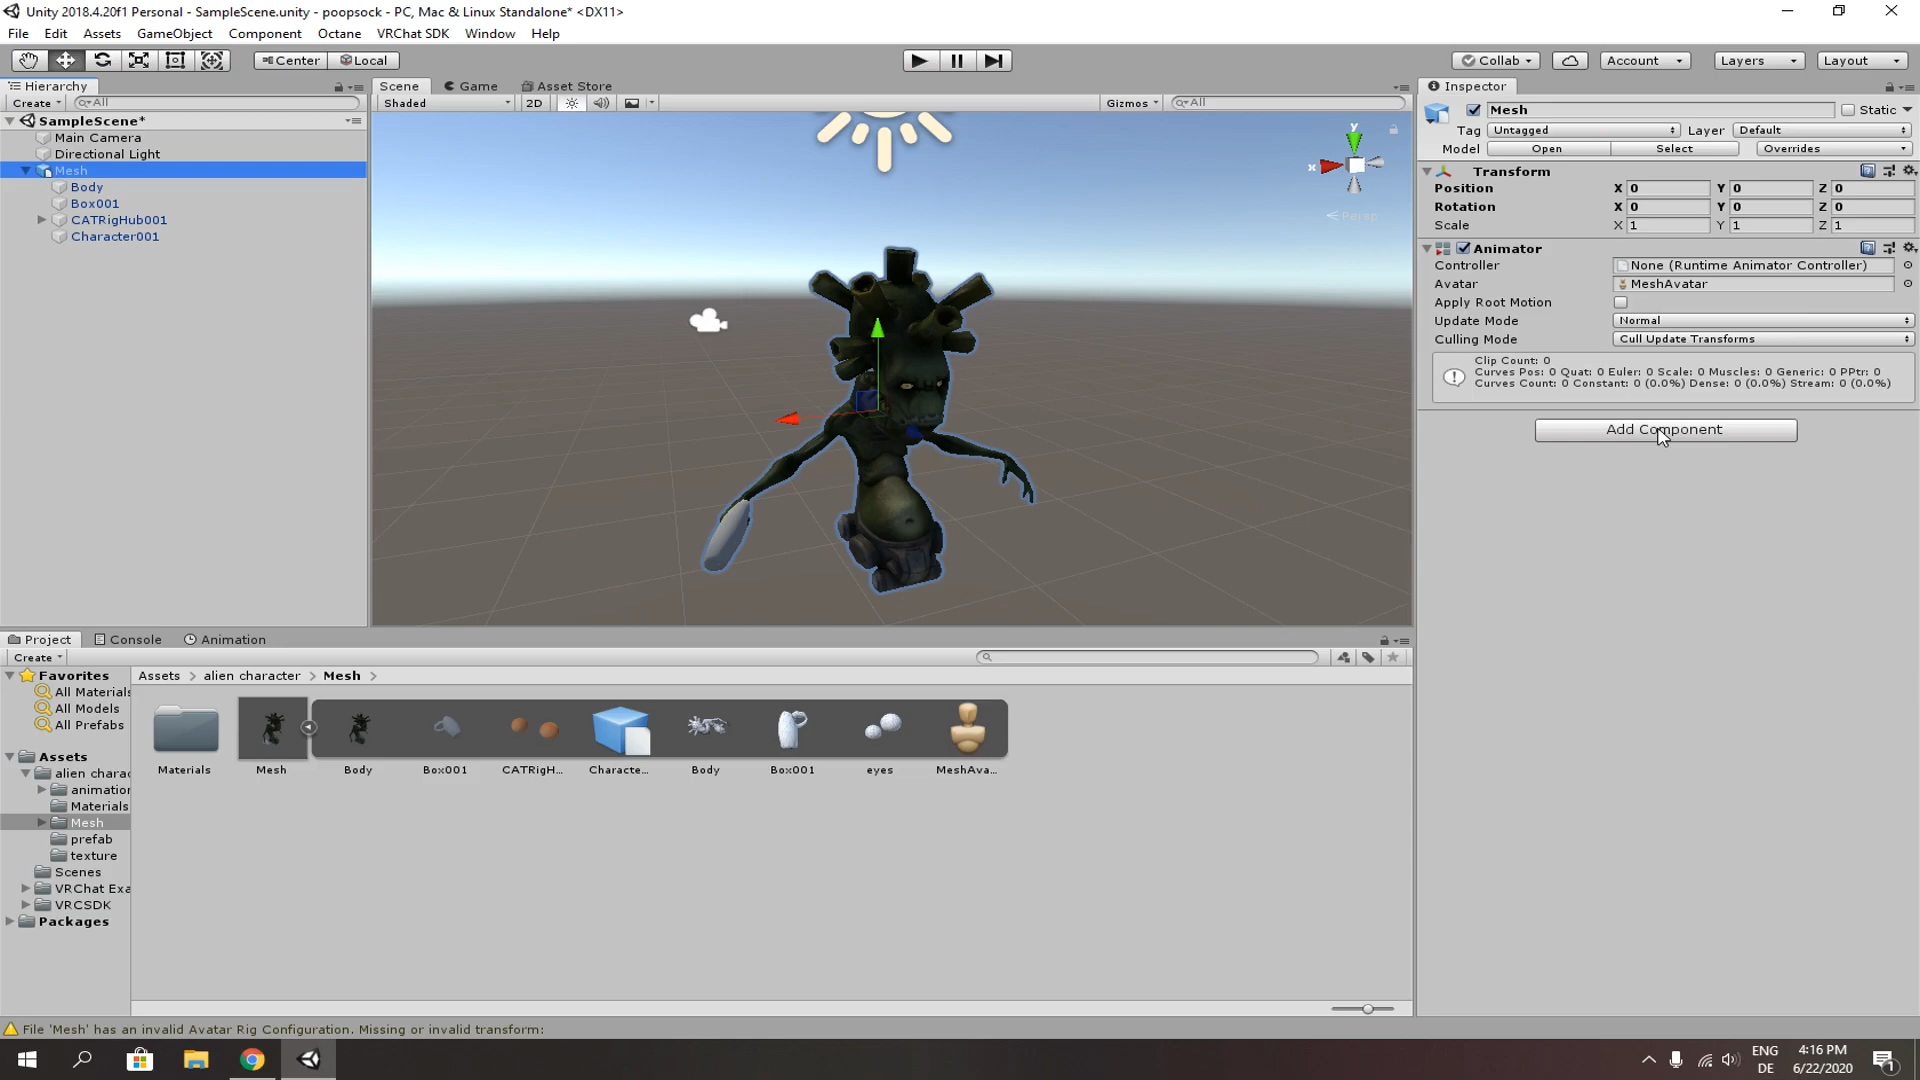 Unity 2018.4.20f1 Personal - SampleScene.unity - poopsock - PC, Mac & Linux Standalone* <DX11>
File Edit Assets GameObject Component Octane VRChat SDK Window Help
Center Local Collab Account Layers Layout
Hierarchy Scene Game Asset Store Inspector
Create All Shaded 2D Gizmos All
SampleScene*
Main Camera
Directional Light
Mesh
Body
Box001
CATRigHub001
Character001
y
x
Persp
Mesh Static
Tag Untagged Layer Default
Model Open Select Overrides
Transform
Position X 0 Y 0 Z 0
Rotation X 0 Y 0 Z 0
Scale X 1 Y 1 Z 1
Animator
Controller None (Runtime Animator Controller)
Avatar MeshAvatar
Apply Root Motion
Update Mode Normal
Culling Mode Cull Update Transforms
Clip Count: 0
Curves Pos: 0 Quat: 0 Euler: 0 Scale: 0 Muscles: 0 Generic: 0 PPtr: 0
Curves Count: 0 Constant: 0 (0.0%) Dense: 0 (0.0%) Stream: 0 (0.0%)
Add Component
Project Console Animation
Create
Favorites
All Materials
All Models
All Prefabs
Assets
alien charac
animation
Materials
Mesh
prefab
texture
Scenes
VRChat Exa
VRCSDK
Packages
Assets > alien character > Mesh >
Materials Mesh Body Box001 CATRigH... Characte... Body Box001 eyes MeshAva...
File 'Mesh' has an invalid Avatar Rig Configuration. Missing or invalid transform:
ENG
DE
4:16 PM
6/22/2020
1